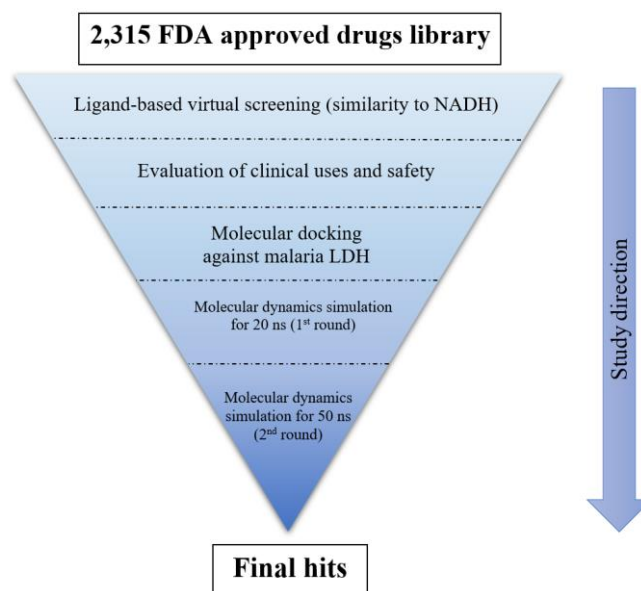 2,315 FDA approved drugs library
Ligand-based virtual screening (similarity to NADH)
Evaluation of clinical uses and safety
Molecular docking
against malaria LDH
Molecular dynamics simulation
for 20 ns (1st round)
Molecular dynamics
simulation for 50 ns
(2nd round)
Final hits
Study direction